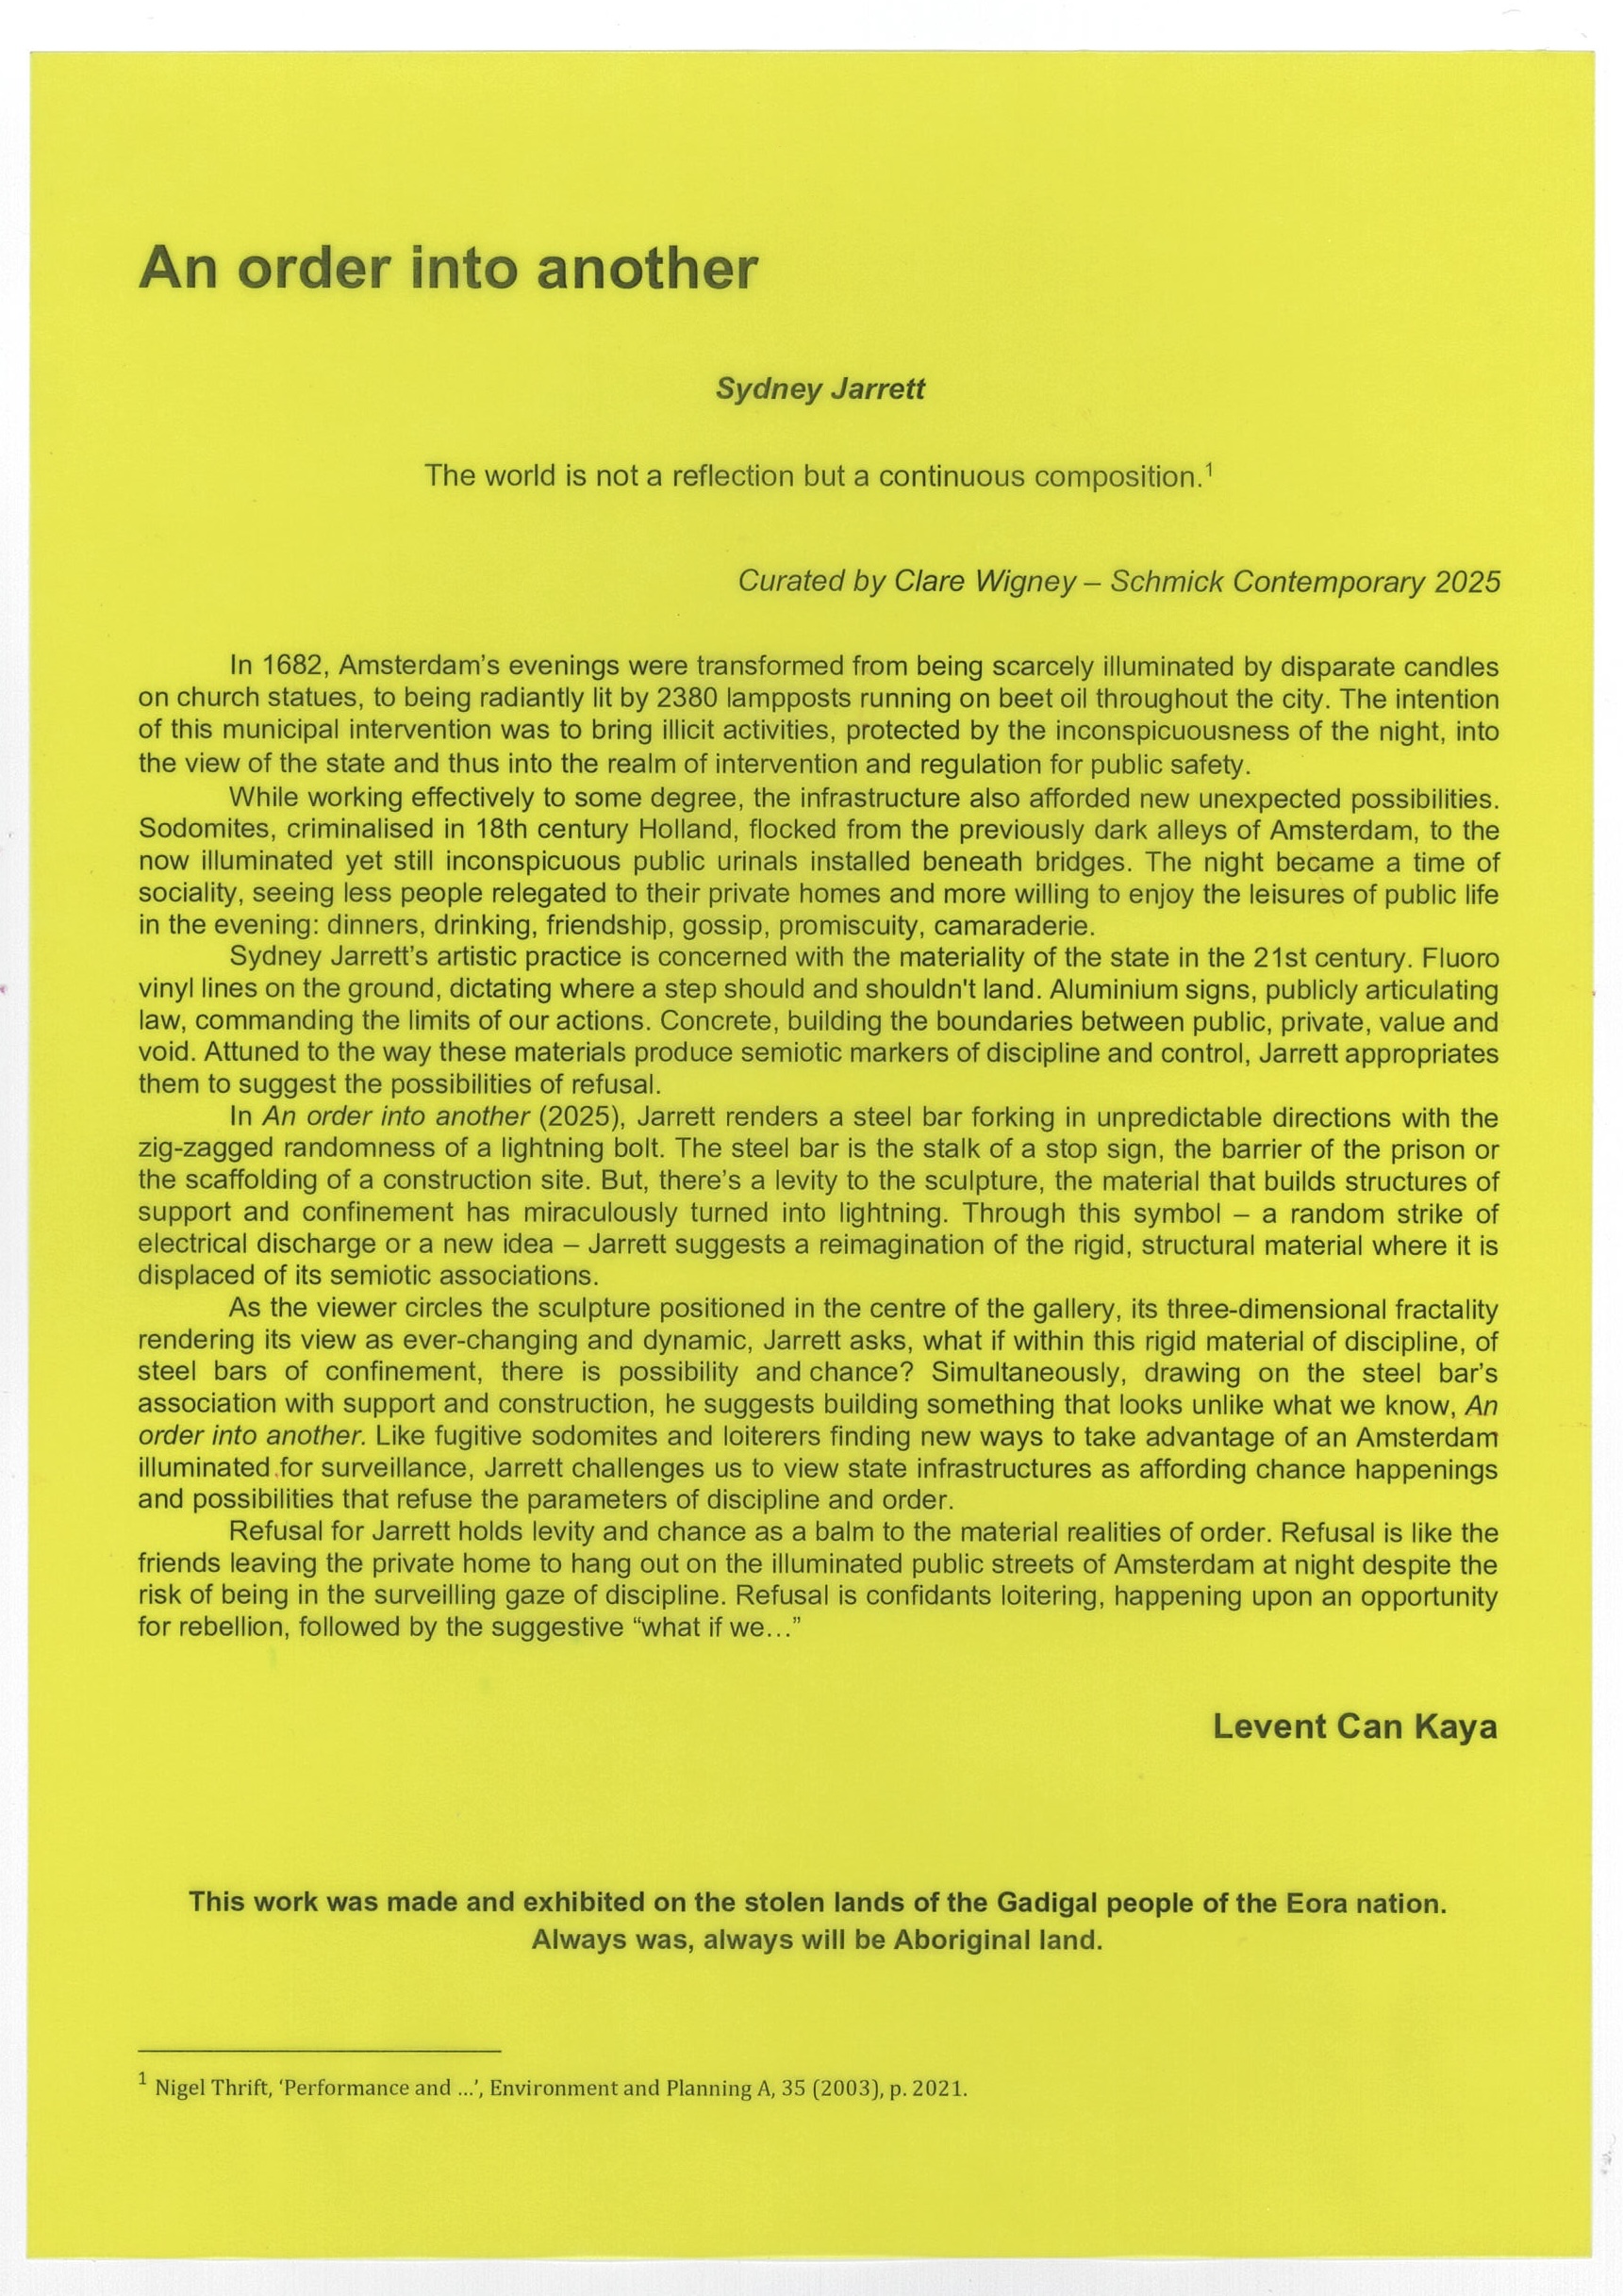 An order into another
Sydney Jarrett
The world is not a reflection but a continuous composition.¹
Curated by Clare Wigney – Schmick Contemporary 2025
In 1682, Amsterdam’s evenings were transformed from being scarcely illuminated by disparate candles
on church statues, to being radiantly lit by 2380 lampposts running on beet oil throughout the city. The intention
of this municipal intervention was to bring illicit activities, protected by the inconspicuousness of the night, into
the view of the state and thus into the realm of intervention and regulation for public safety.
While working effectively to some degree, the infrastructure also afforded new unexpected possibilities.
Sodomites, criminalised in 18th century Holland, flocked from the previously dark alleys of Amsterdam, to the
now illuminated yet still inconspicuous public urinals installed beneath bridges. The night became a time of
sociality, seeing less people relegated to their private homes and more willing to enjoy the leisures of public life
in the evening: dinners, drinking, friendship, gossip, promiscuity, camaraderie.
Sydney Jarrett’s artistic practice is concerned with the materiality of the state in the 21st century. Fluoro
vinyl lines on the ground, dictating where a step should and shouldn't land. Aluminium signs, publicly articulating
law, commanding the limits of our actions. Concrete, building the boundaries between public, private, value and
void. Attuned to the way these materials produce semiotic markers of discipline and control, Jarrett appropriates
them to suggest the possibilities of refusal.
In An order into another (2025), Jarrett renders a steel bar forking in unpredictable directions with the
zig-zagged randomness of a lightning bolt. The steel bar is the stalk of a stop sign, the barrier of the prison or
the scaffolding of a construction site. But, there’s a levity to the sculpture, the material that builds structures of
support and confinement has miraculously turned into lightning. Through this symbol – a random strike of
electrical discharge or a new idea – Jarrett suggests a reimagination of the rigid, structural material where it is
displaced of its semiotic associations.
As the viewer circles the sculpture positioned in the centre of the gallery, its three-dimensional fractality
rendering its view as ever-changing and dynamic, Jarrett asks, what if within this rigid material of discipline, of
steel bars of confinement, there is possibility and chance? Simultaneously, drawing on the steel bar’s
association with support and construction, he suggests building something that looks unlike what we know, An
order into another. Like fugitive sodomites and loiterers finding new ways to take advantage of an Amsterdam
illuminated for surveillance, Jarrett challenges us to view state infrastructures as affording chance happenings
and possibilities that refuse the parameters of discipline and order.
Refusal for Jarrett holds levity and chance as a balm to the material realities of order. Refusal is like the
friends leaving the private home to hang out on the illuminated public streets of Amsterdam at night despite the
risk of being in the surveilling gaze of discipline. Refusal is confidants loitering, happening upon an opportunity
for rebellion, followed by the suggestive “what if we…”
Levent Can Kaya
This work was made and exhibited on the stolen lands of the Gadigal people of the Eora nation.
Always was, always will be Aboriginal land.
¹ Nigel Thrift, ‘Performance and …’, Environment and Planning A, 35 (2003), p. 2021.